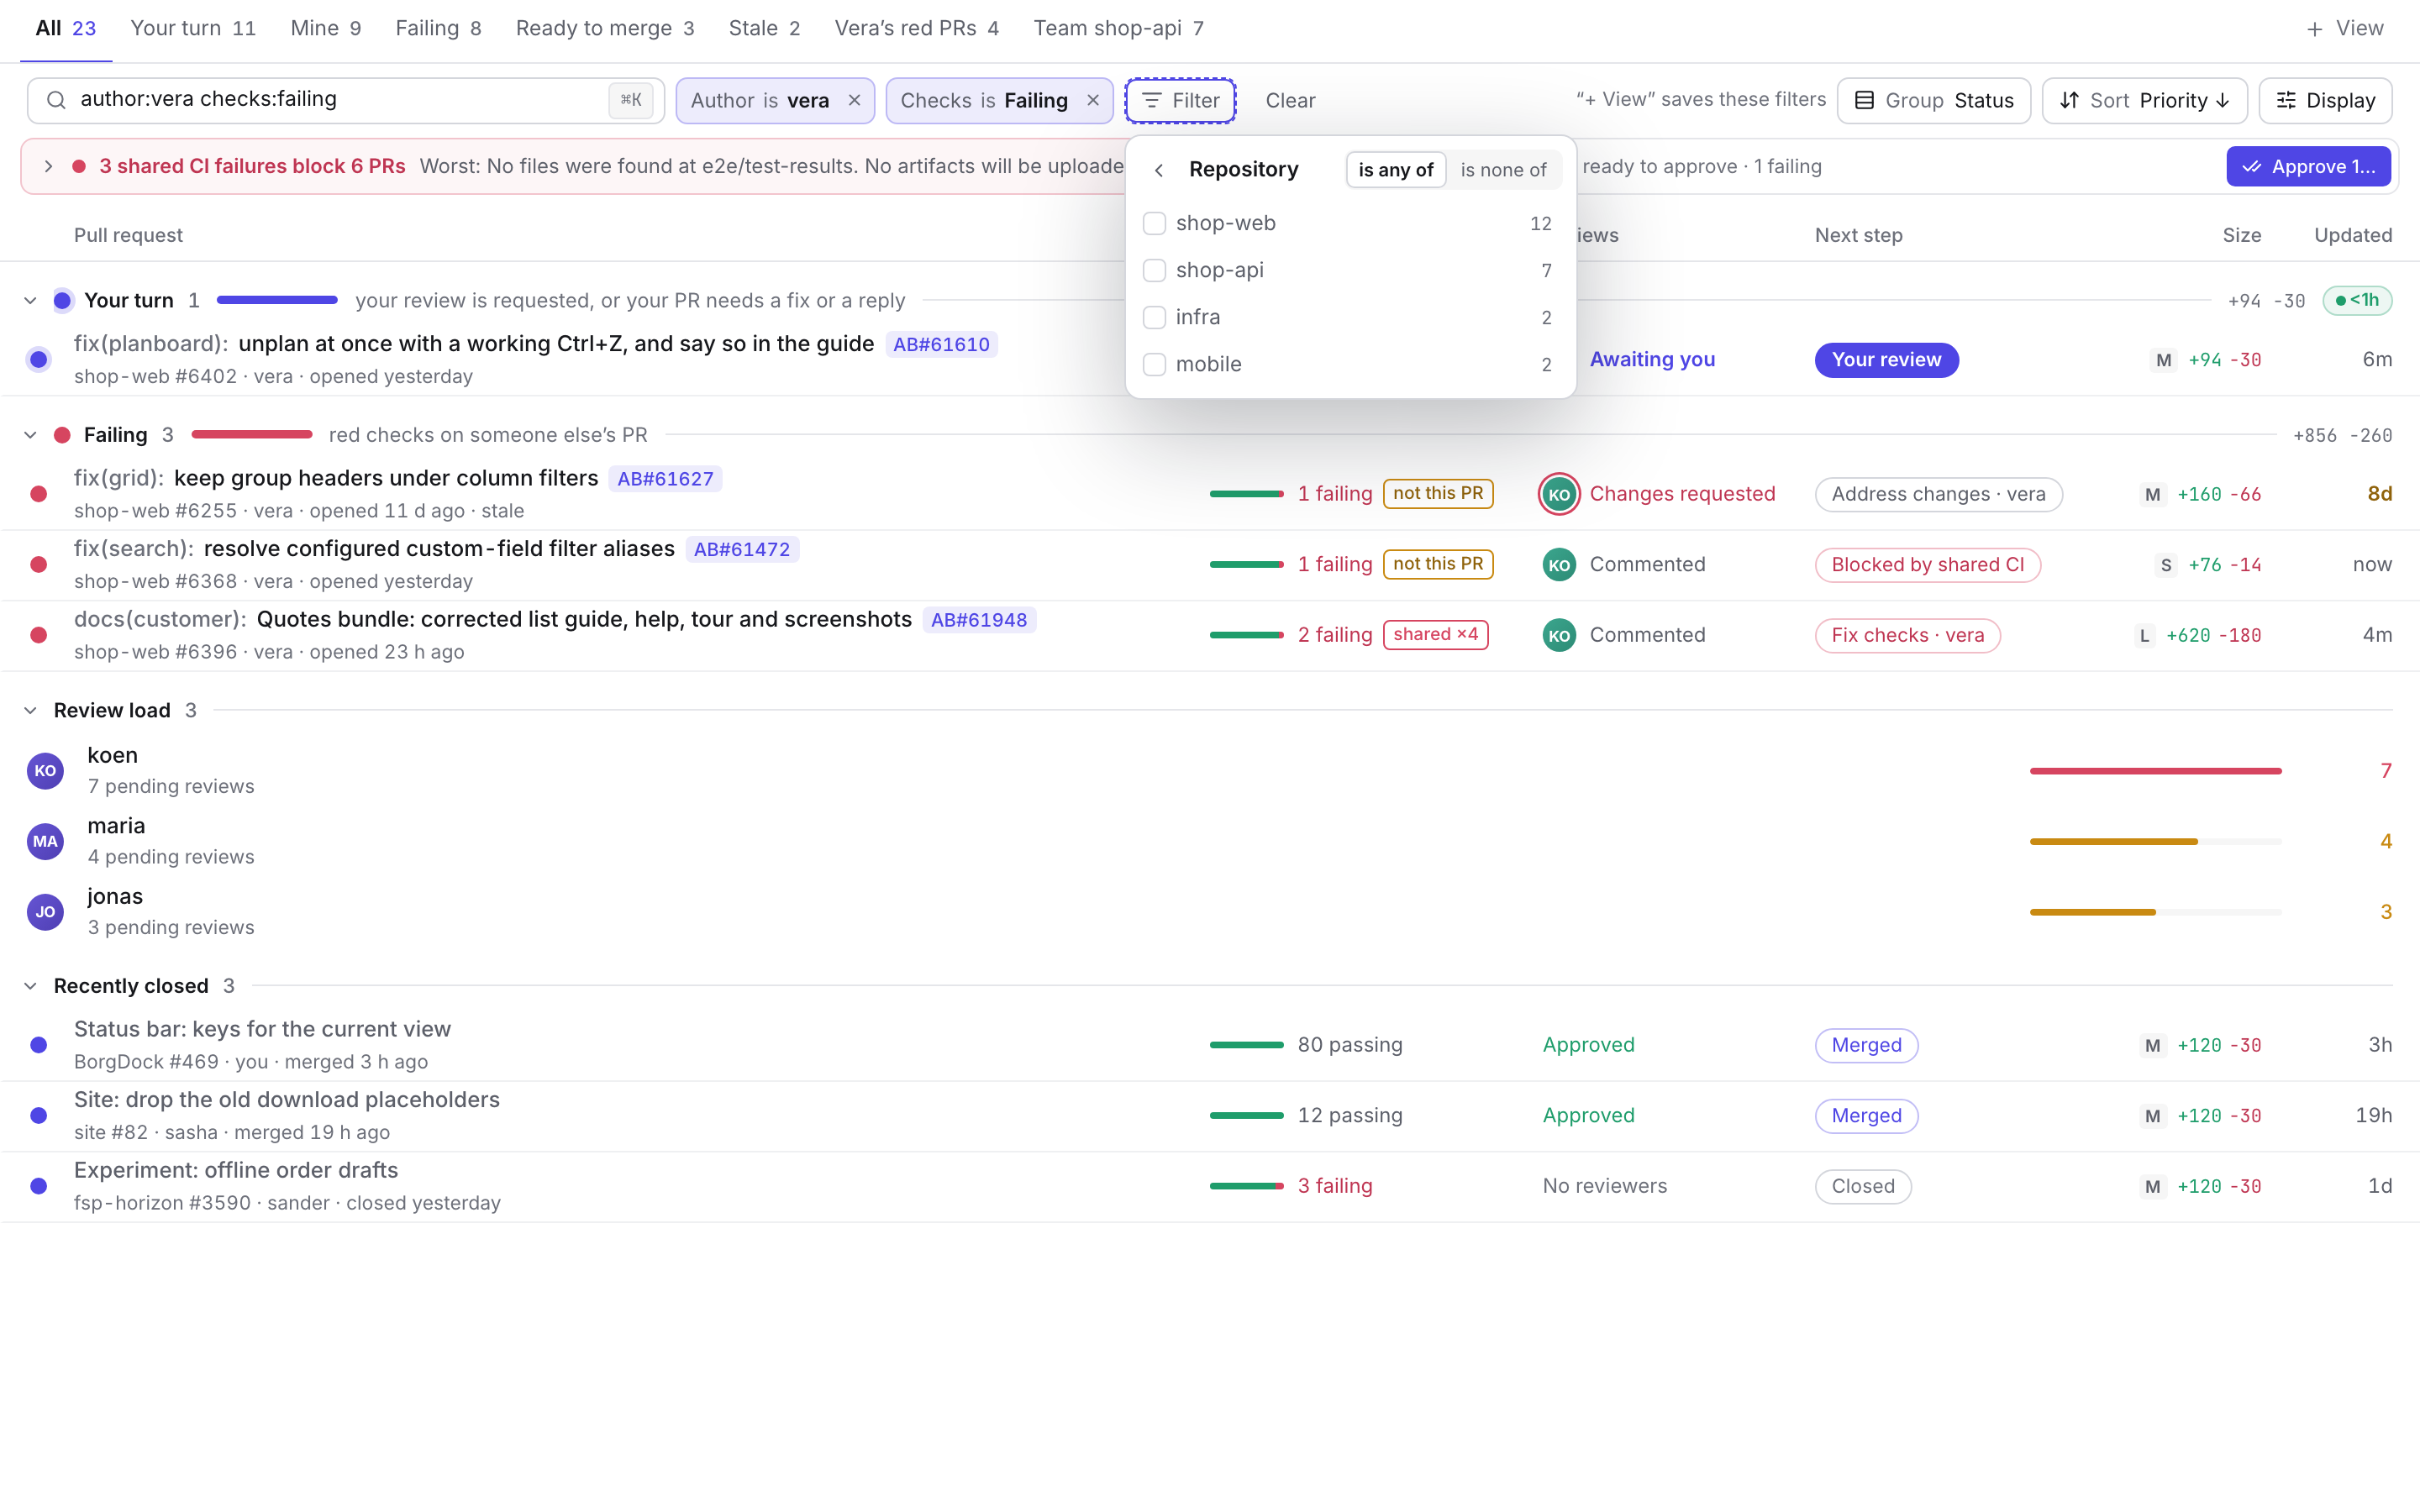 All 23 Your turn 11 Mine 9 Failing 8 Ready to merge 3 Stale 2 Vera’s red PRs 4 Team shop-api 7 + View
author:vera checks:failing ⌘K Author is vera × Checks is Failing × Filter Clear “+ View” saves these filters Group Status Sort Priority ↓ Display
3 shared CI failures block 6 PRs Worst: No files were found at e2e/test-results. No artifacts will be uploade ready to approve · 1 failing Approve 1...
Repository is any of is none of
shop-web 12
shop-api 7
infra 2
mobile 2
Pull request iews Next step Size Updated
Your turn 1 your review is requested, or your PR needs a fix or a reply +94 -30 <1h
fix(planboard): unplan at once with a working Ctrl+Z, and say so in the guide AB#61610
shop-web #6402 · vera · opened yesterday
Awaiting you Your review M +94 -30 6m
Failing 3 red checks on someone else’s PR +856 -260
fix(grid): keep group headers under column filters AB#61627
shop-web #6255 · vera · opened 11 d ago · stale
1 failing not this PR KO Changes requested Address changes · vera M +160 -66 8d
fix(search): resolve configured custom-field filter aliases AB#61472
shop-web #6368 · vera · opened yesterday
1 failing not this PR KO Commented Blocked by shared CI S +76 -14 now
docs(customer): Quotes bundle: corrected list guide, help, tour and screenshots AB#61948
shop-web #6396 · vera · opened 23 h ago
2 failing shared ×4 KO Commented Fix checks · vera L +620 -180 4m
Review load 3
KO koen
7 pending reviews
7
MA maria
4 pending reviews
4
JO jonas
3 pending reviews
3
Recently closed 3
Status bar: keys for the current view
BorgDock #469 · you · merged 3 h ago
80 passing Approved Merged M +120 -30 3h
Site: drop the old download placeholders
site #82 · sasha · merged 19 h ago
12 passing Approved Merged M +120 -30 19h
Experiment: offline order drafts
fsp-horizon #3590 · sander · closed yesterday
3 failing No reviewers Closed M +120 -30 1d